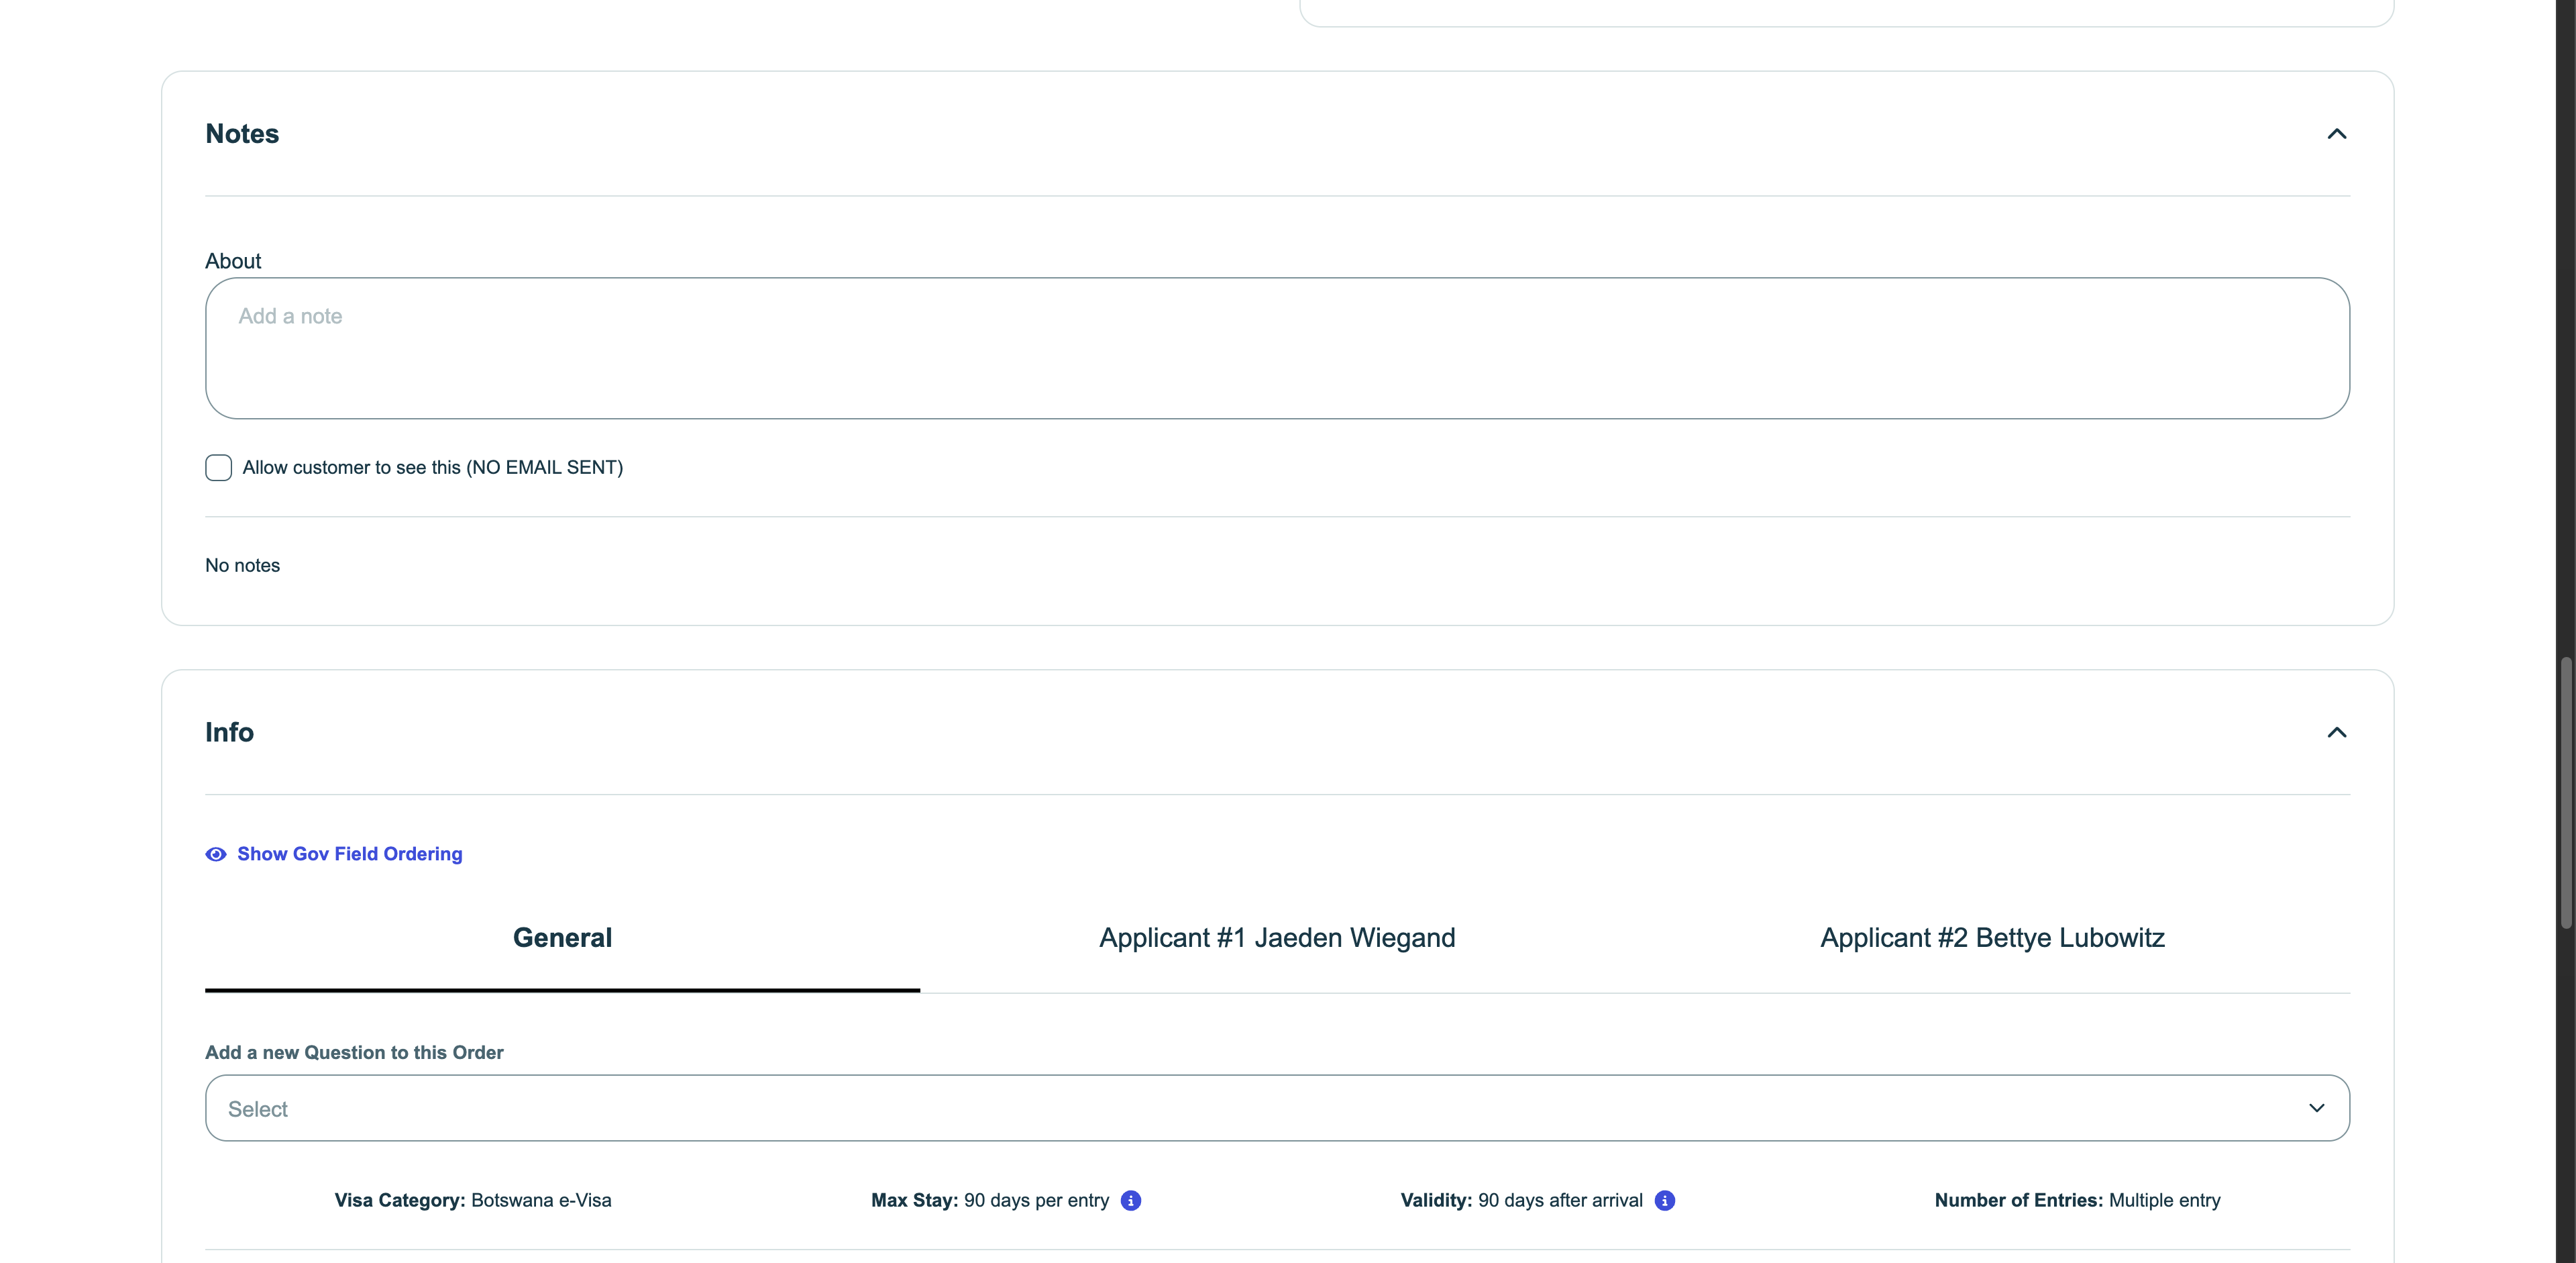 Notes
About
Add a note
Allow customer to see this (NO EMAIL SENT)
No notes
Info
Show Gov Field Ordering
General
Applicant #1 Jaeden Wiegand
Applicant #2 Bettye Lubowitz
Add a new Question to this Order
Select
Visa Category: Botswana e-Visa
Max Stay: 90 days per entry
Validity: 90 days after arrival
Number of Entries: Multiple entry